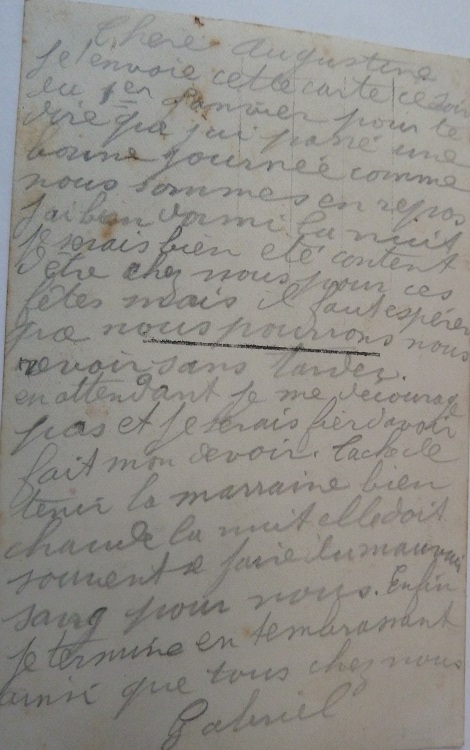 Chere Augustine
Je t'envoie cette carte ce soir
du 1er Janvier pour te
dire que j'ai passé une
bonne journée comme
nous sommes en repos
J'ai bien dormi la nuit
Je serais bien été content
d'être chez nous pour ces
fêtes mais il faut espérer
que nous pourrons nous
revoir sans tarder.
en attendant je me décourage
pas et je serais fier d'avoir
fait mon devoir. Tache de
tenir la marraine bien
chaude la nuit elle doit
souvent se faire du mauvais
sang pour nous. Enfin
Je termine en t'embrassant
ainsi que tous chez nous
Gabriel